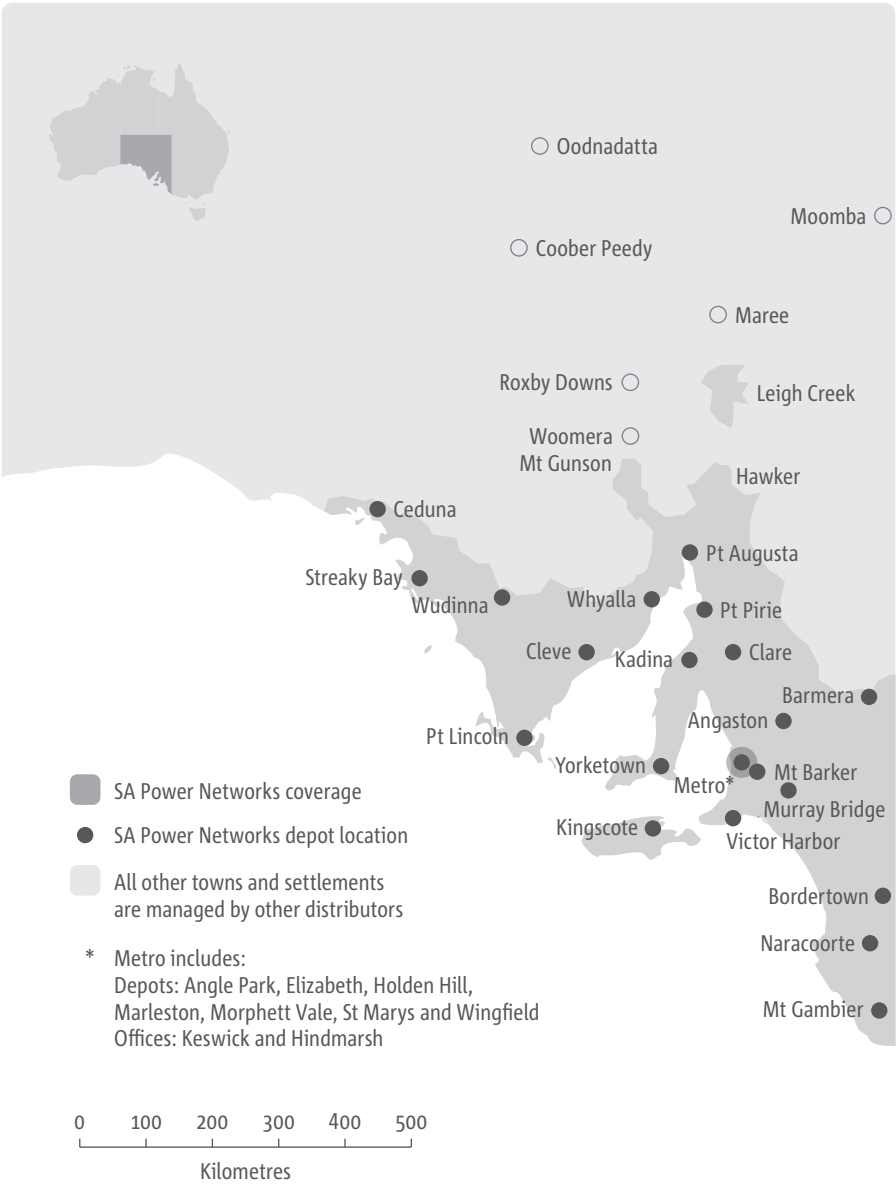 Oodnadatta
Moomba
Coober Peedy
Maree
Roxby Downs
Leigh Creek
Woomera
Mt Gunson
Hawker
Ceduna
Pt Augusta
Streaky Bay
Wudinna
Whyalla
Pt Pirie
Cleve
Kadina
Clare
Barmera
Angaston
Pt Lincoln
Yorketown
Metro*
Mt Barker
Murray Bridge
Kingscote
Victor Harbor
Bordertown
Naracoorte
Mt Gambier
SA Power Networks coverage
SA Power Networks depot location
All other towns and settlements
are managed by other distributors
* Metro includes:
Depots: Angle Park, Elizabeth, Holden Hill,
Marleston, Morphett Vale, St Marys and Wingfield
Offices: Keswick and Hindmarsh
0 100 200 300 400 500
Kilometres